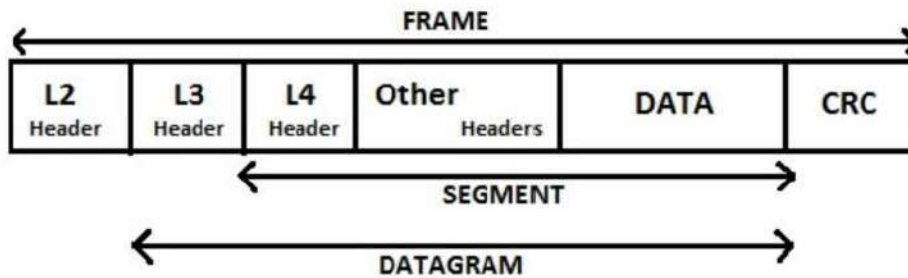 FRAME
L2 L3 L4 Other DATA CRC
Header Header Header Headers
SEGMENT
DATAGRAM